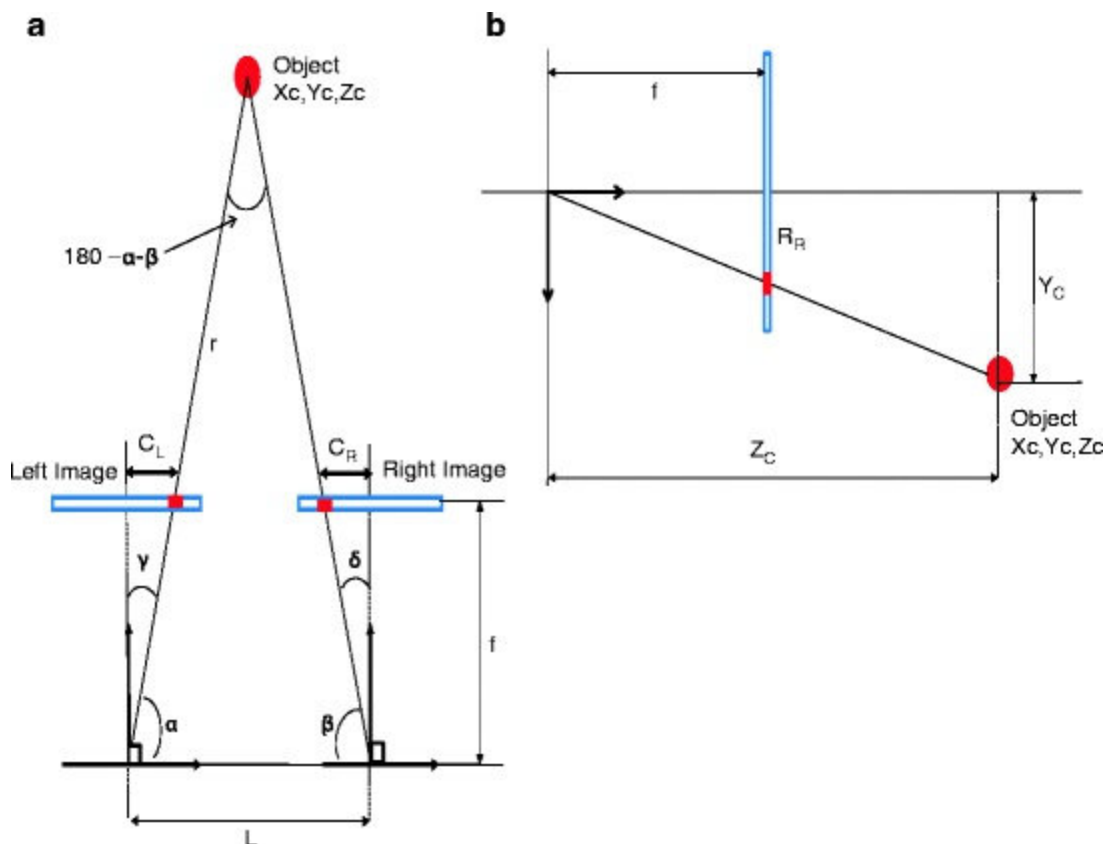 a
Object
Xc,Yc,Zc
180 –α-β
r
C_L
C_R
Left Image
Right Image
γ
δ
f
α
β
L
b
f
R_R
Y_C
Z_C
Object
Xc,Yc,Zc